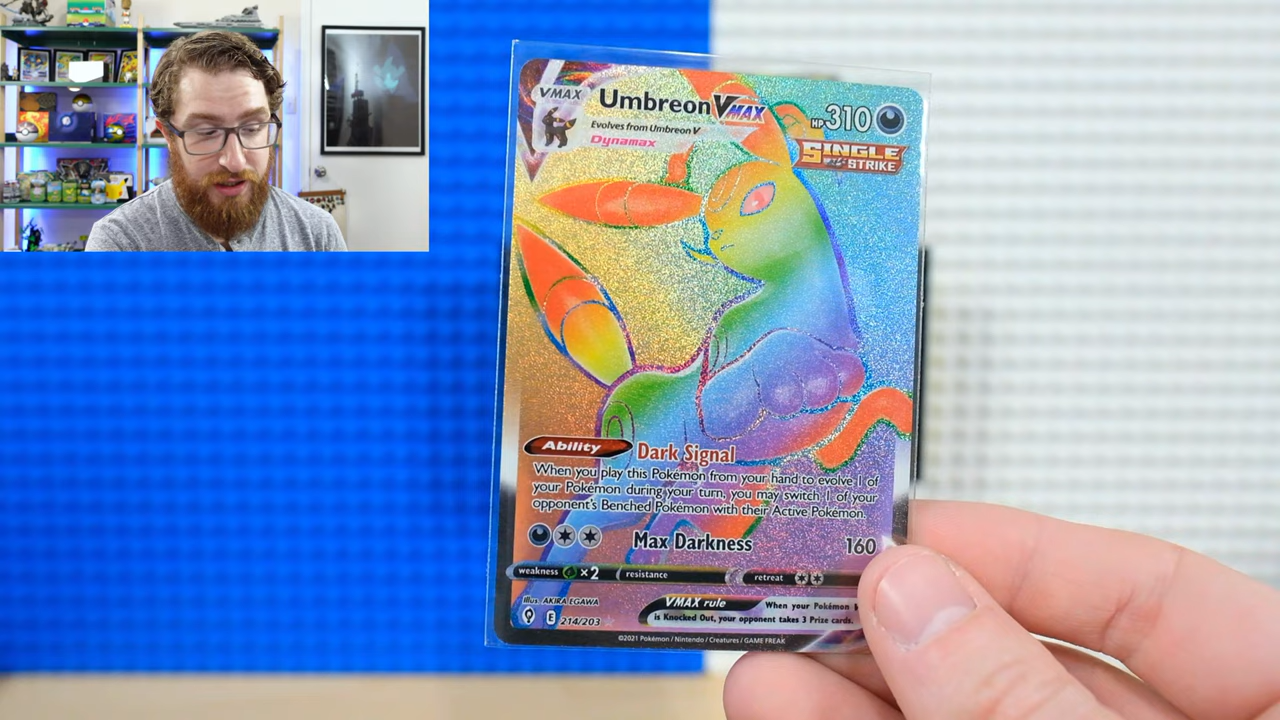 VMAX
Umbreon VMAX
HP 310
Evolves from Umbreon V
Dynamax
SINGLE STRIKE
Ability
Dark Signal
When you play this Pokémon from your hand to evolve 1 of
your Pokémon during your turn, you may switch 1 of your
opponent's Benched Pokémon with their Active Pokémon.
Max Darkness 160
weakness ×2 resistance retreat
Illus. AKIRA EGAWA
VMAX rule When your Pokémon
is Knocked Out, your opponent takes 3 Prize cards.
E 214/203
©2021 Pokémon / Nintendo / Creatures / GAME FREAK